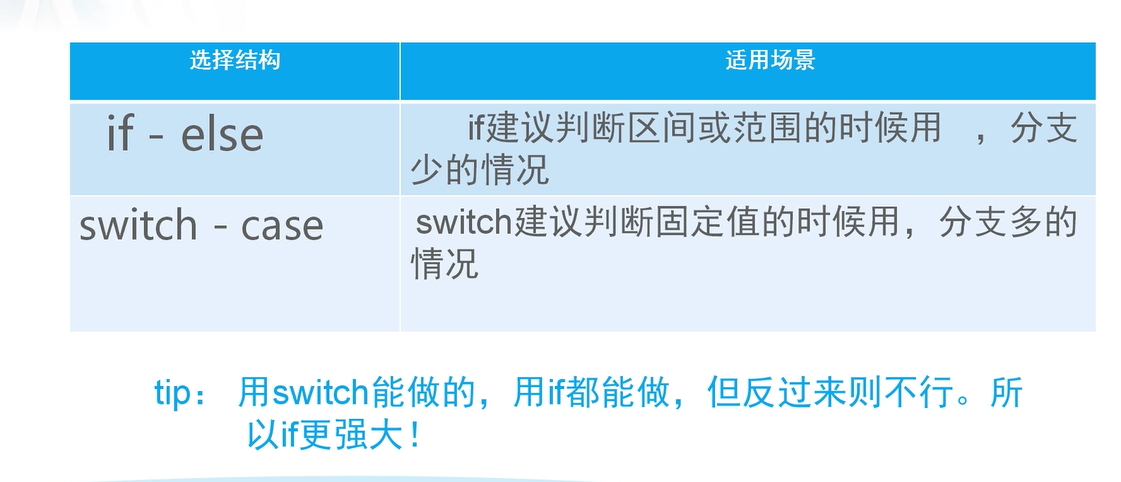 选择结构
适用场景
if - else
if建议判断区间或范围的时候用 ，分支
少的情况
switch - case
switch建议判断固定值的时候用，分支多的
情况
tip： 用switch能做的，用if都能做，但反过来则不行。所
以if更强大！